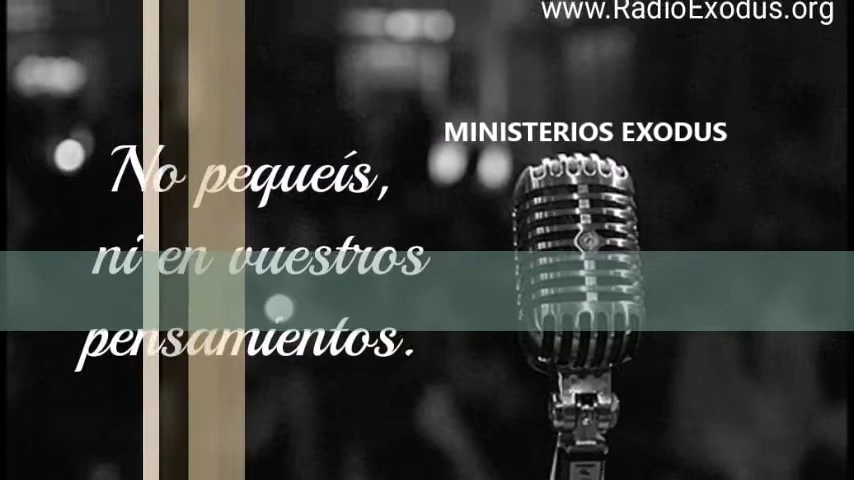 www.RadioExodus.org
MINISTERIOS EXODUS
No pequeís,
ni en vuestros
pensamientos.